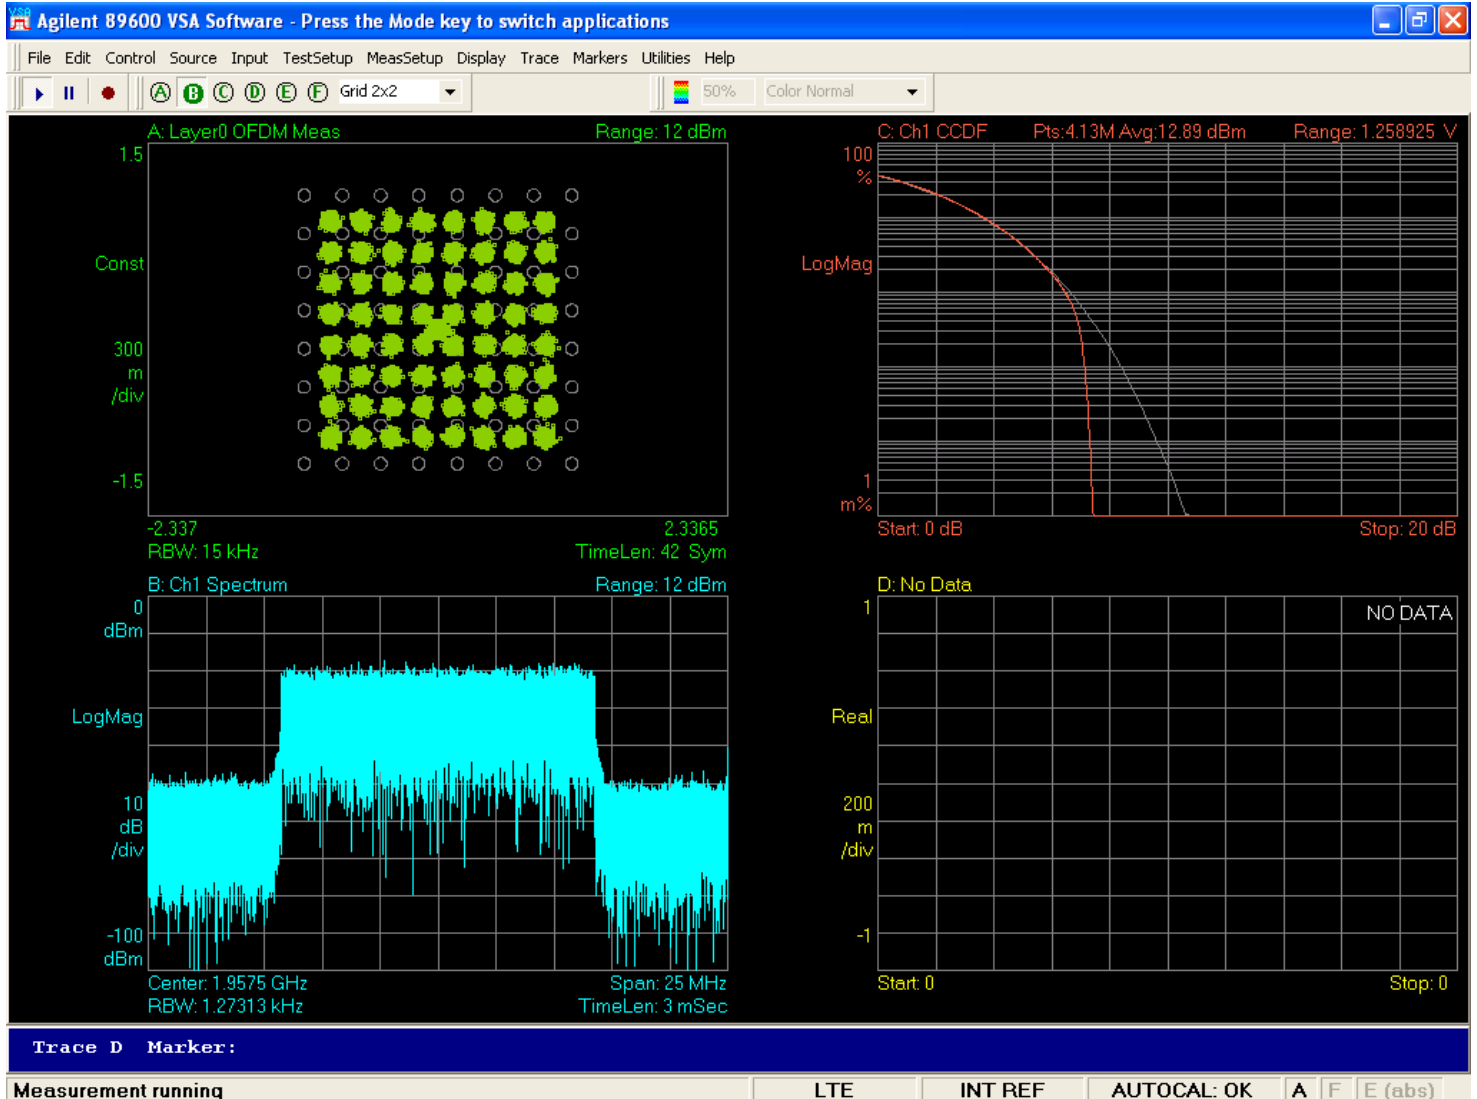 VSA Agilent 89600 VSA Software - Press the Mode key to switch applications
File Edit Control Source Input TestSetup MeasSetup Display Trace Markers Utilities Help
A B C D E F Grid 2x2 50% Color Normal
A: Layer0 OFDM Meas Range: 12 dBm
1.5
Const
300
m
/div
-1.5
-2.337 2.3365
RBW: 15 kHz TimeLen: 42 Sym
C: Ch1 CCDF Pts:4.13M Avg:12.89 dBm Range: 1.258925 V
100
%
LogMag
1
m%
Start: 0 dB Stop: 20 dB
B: Ch1 Spectrum Range: 12 dBm
0
dBm
LogMag
10
dB
/div
-100
dBm
Center: 1.9575 GHz Span: 25 MHz
RBW: 1.27313 kHz TimeLen: 3 mSec
D: No Data
1 NO DATA
Real
200
m
/div
-1
Start: 0 Stop: 0
Trace D Marker:
Measurement running LTE INT REF AUTOCAL: OK A F E (abs)